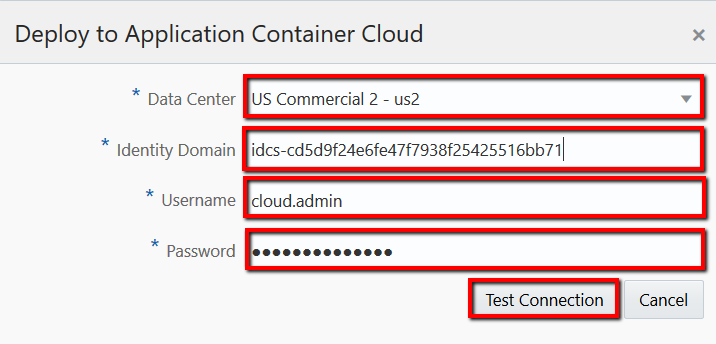 Deploy to Application Container Cloud ×
* Data Center US Commercial 2 - us2
* Identity Domain idcs-cd5d9f24e6fe47f7938f25425516bb71
* Username cloud.admin
* Password ●●●●●●●●●●●●●●
Test Connection Cancel